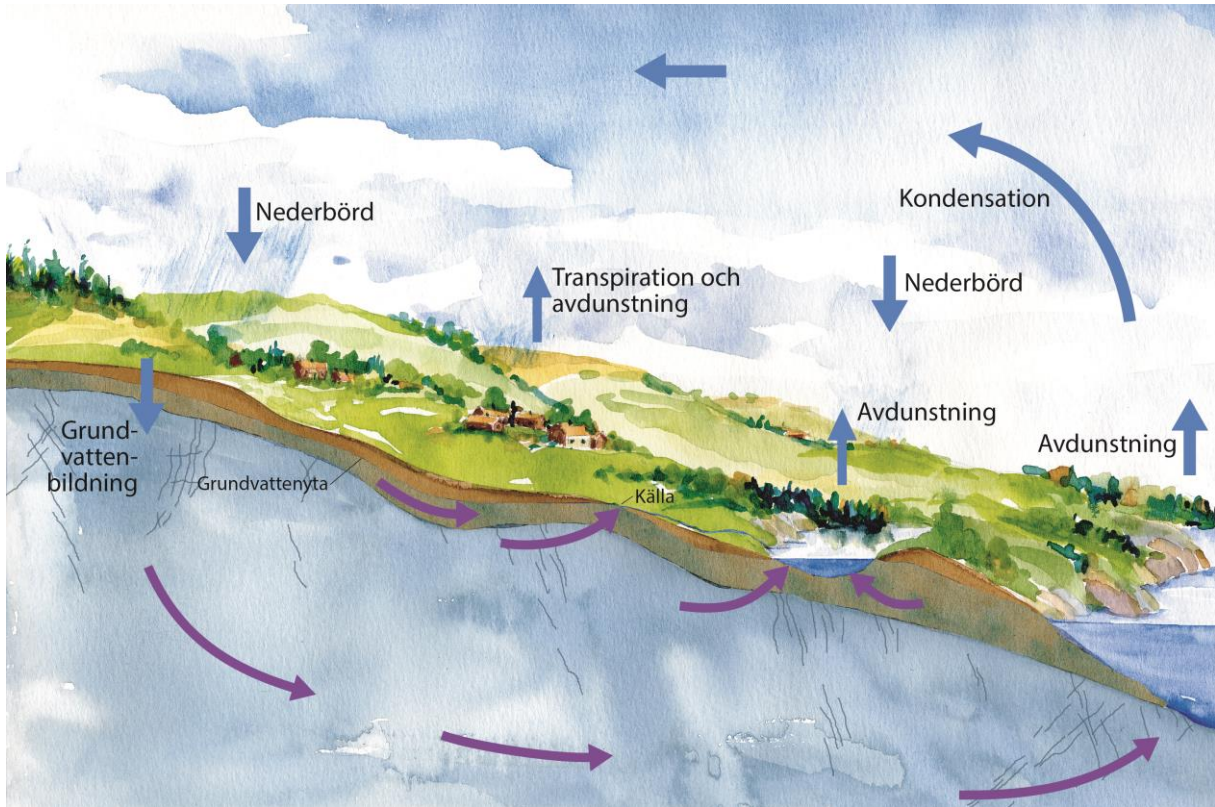 Nederbörd
Kondensation
Transpiration och
avdunstning
Nederbörd
Avdunstning
Avdunstning
Grund-
vatten-
bildning
Grundvattenyta
Källa